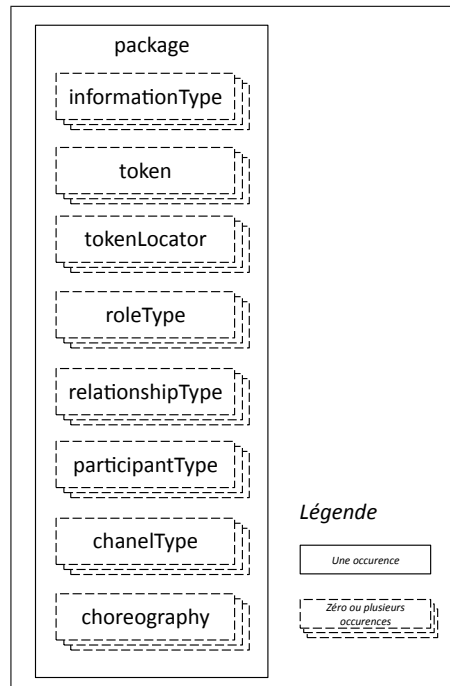 package
informationType
token
tokenLocator
roleType
relationshipType
participantType
chanelType
choreography
Légende
Une occurence
Zéro ou plusieurs
occurences